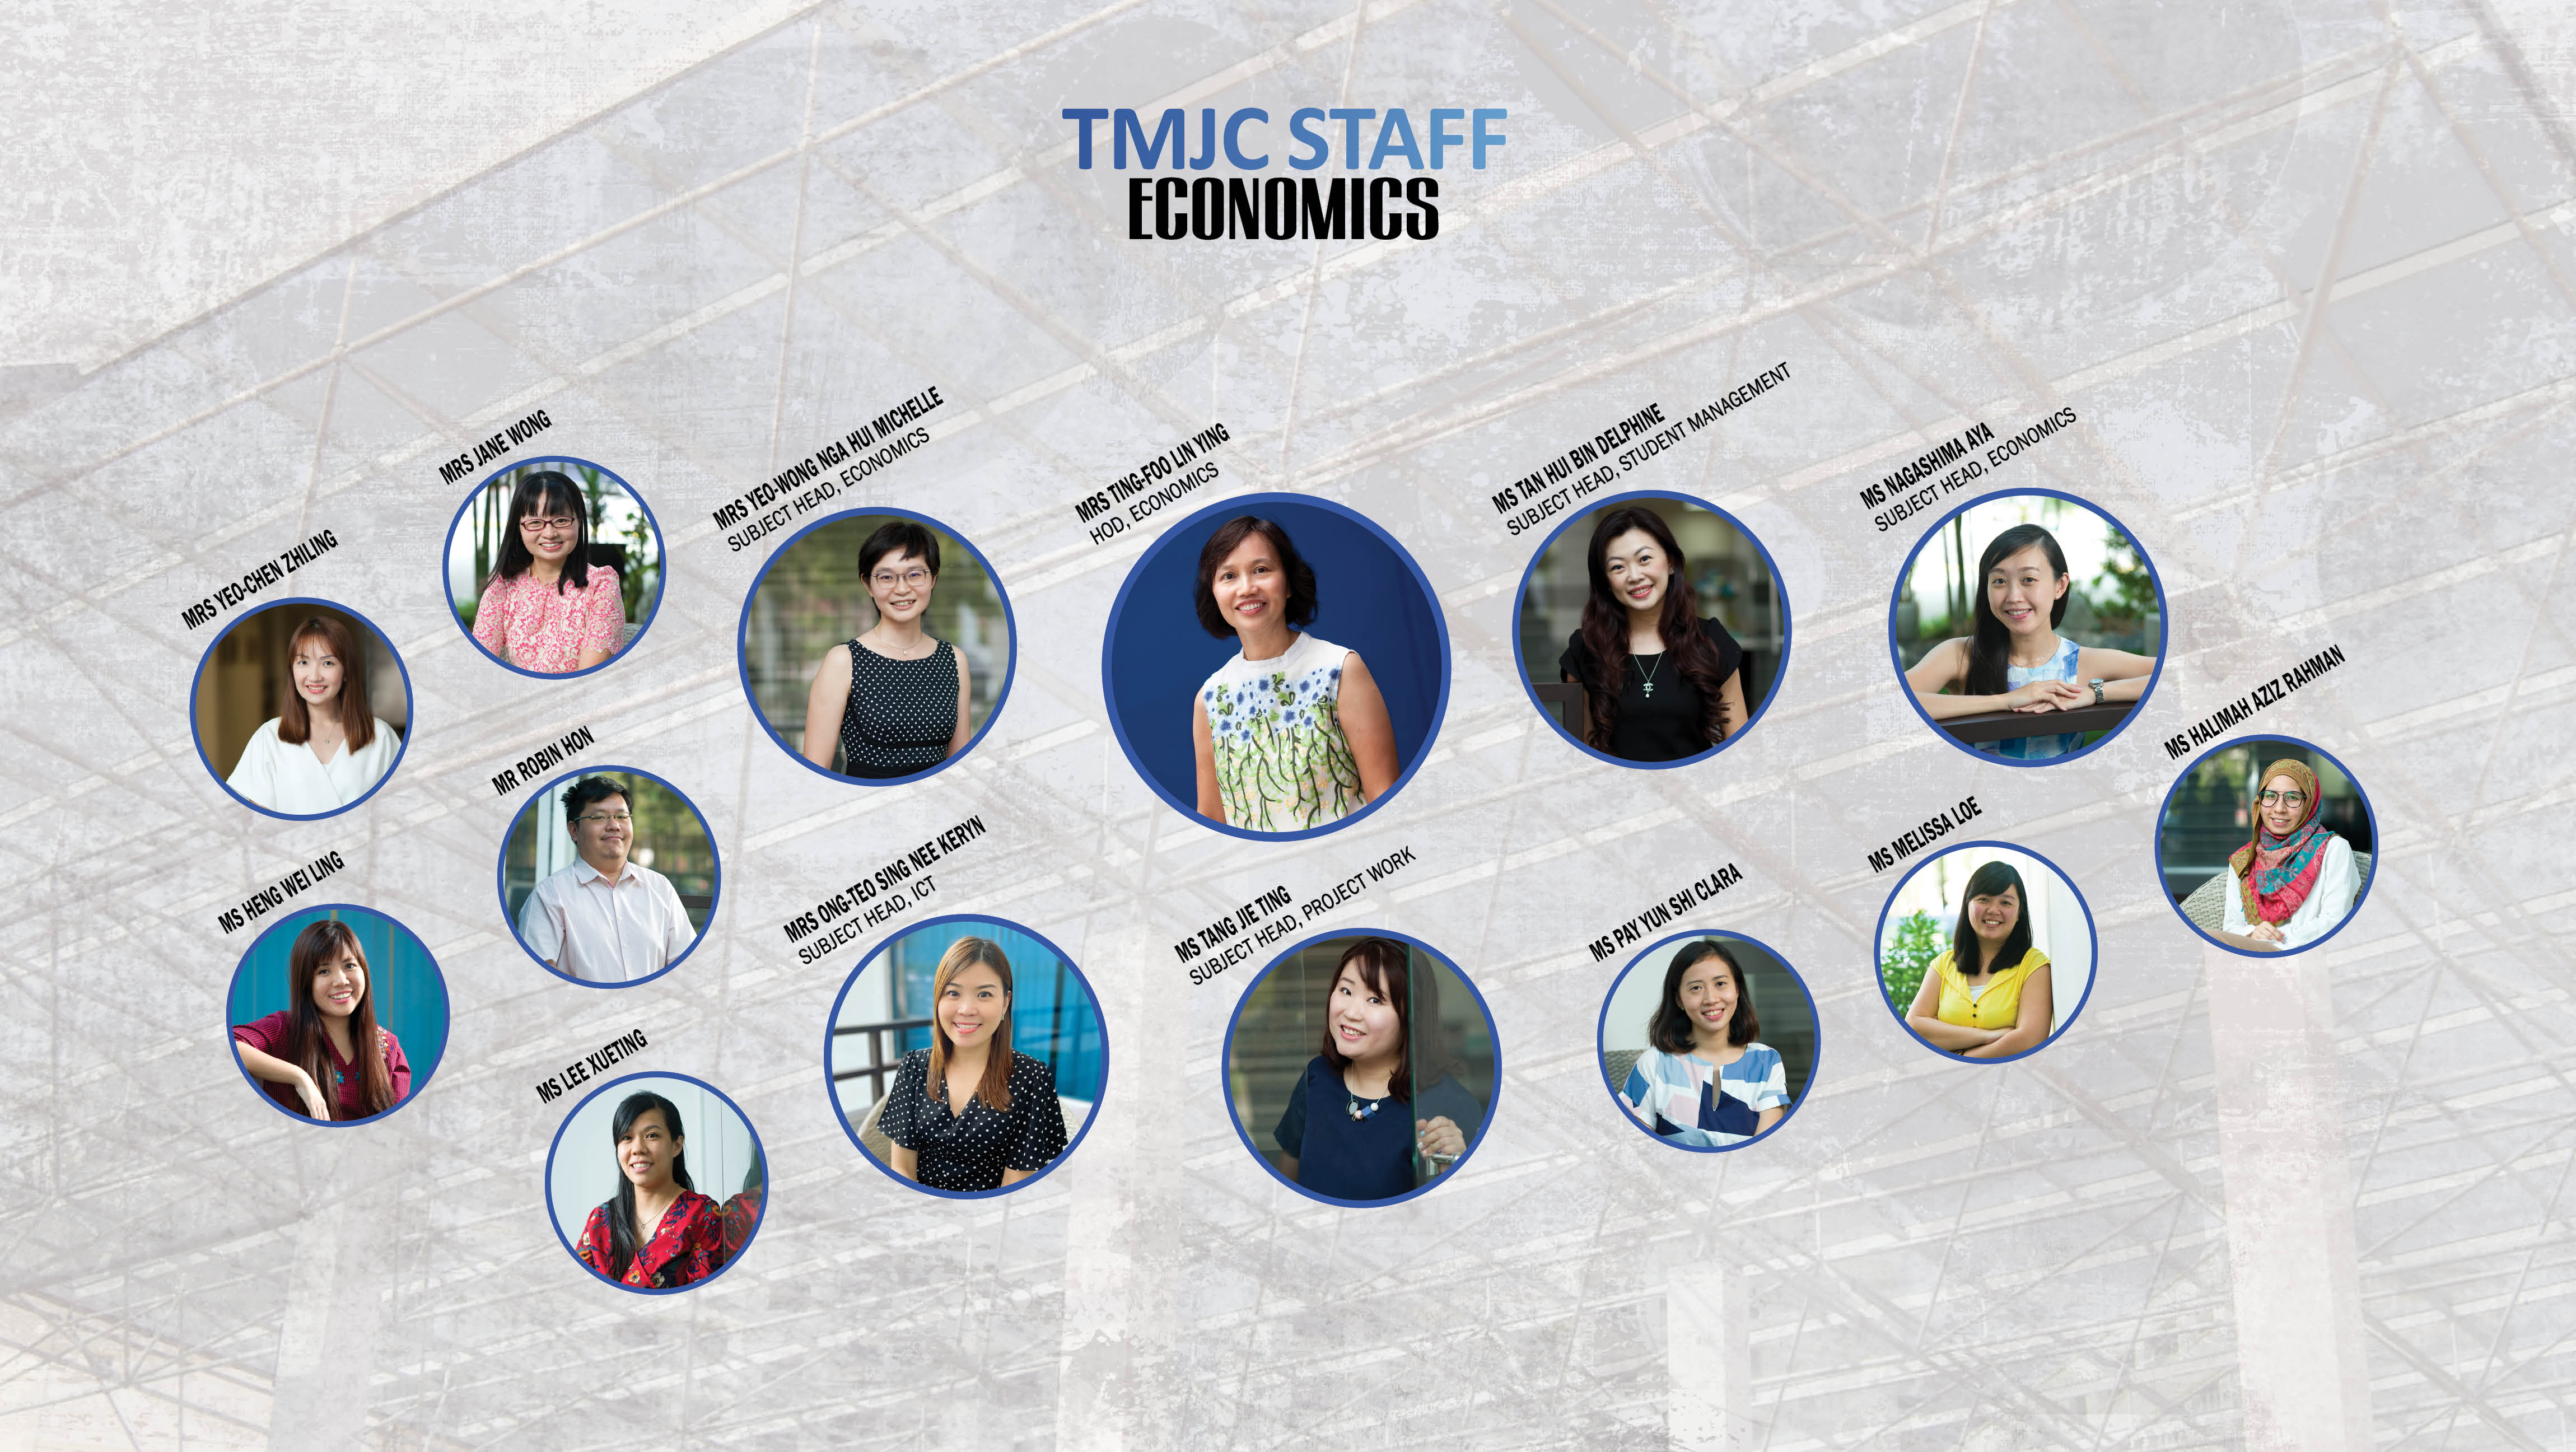 TMJC STAFF
ECONOMICS
MRS YEO-CHEN ZHILING
MRS JANE WONG
MRS YEO-WONG NGA HUI MICHELLE
SUBJECT HEAD, ECONOMICS
MRS TING-FOO LIN YING
HOD, ECONOMICS
MS TAN HUI BIN DELPHINE
SUBJECT HEAD, STUDENT MANAGEMENT
MS NAGASHIMA AYA
SUBJECT HEAD, ECONOMICS
MS HALIMAH AZIZ RAHMAN
MS HENG WEI LING
MR ROBIN HON
MRS ONG-TEO SING NEE KERYN
SUBJECT HEAD, ICT
MS TANG JIE TING
SUBJECT HEAD, PROJECT WORK
MS PAY YUN SHI CLARA
MS MELISSA LOE
MS LEE XUETING